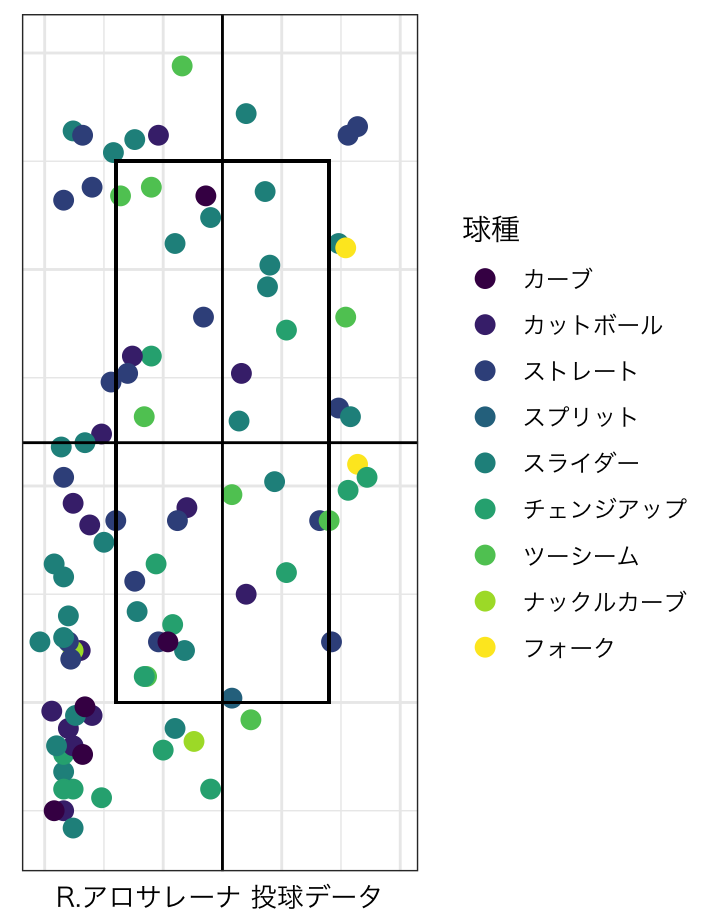 球種
カーブ
カットボール
ストレート
スプリット
スライダー
チェンジアップ
ツーシーム
ナックルカーブ
フォーク
R.アロサレーナ 投球データ